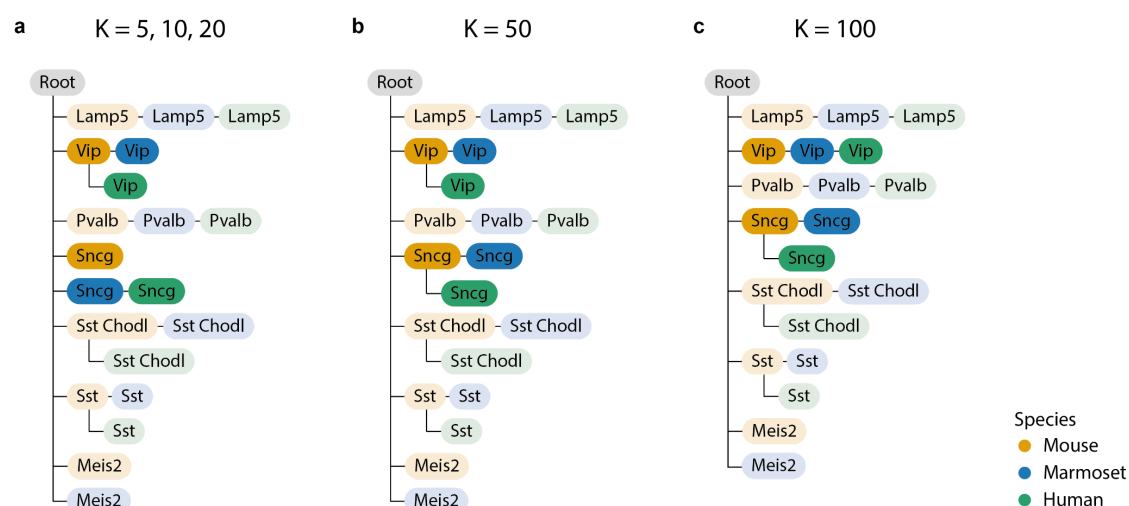 a K = 5, 10, 20
Root
Lamp5 Lamp5 Lamp5
Vip Vip
Vip
Pvalb Pvalb Pvalb
Sncg
Sncg Sncg
Sst Chodl Sst Chodl
Sst Chodl
Sst Sst
Sst
Meis2
Meis2
b K = 50
Root
Lamp5 Lamp5 Lamp5
Vip Vip
Vip
Pvalb Pvalb Pvalb
Sncg Sncg
Sncg
Sst Chodl Sst Chodl
Sst Chodl
Sst Sst
Sst
Meis2
Meis2
c K = 100
Root
Lamp5 Lamp5 Lamp5
Vip Vip Vip
Pvalb Pvalb Pvalb
Sncg Sncg
Sncg
Sst Chodl Sst Chodl
Sst Chodl
Sst Sst
Sst
Meis2
Meis2
Species
Mouse
Marmoset
Human